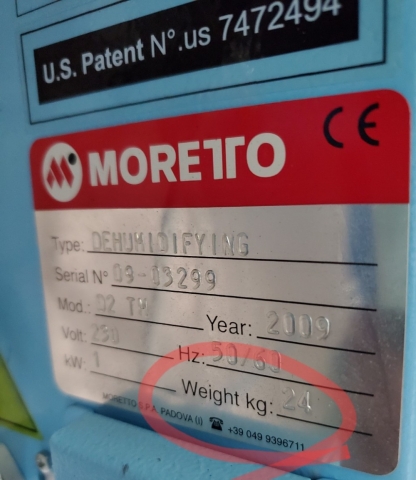 U.S. Patent N°.us 7472494
CE
MORETTO
Type: DEHUMIDIFYING
Serial N° 09-03299
Mod.: D2 TM Year: 2009
Volt: 230 Hz: 50/60
kW: 1 Weight kg: 24
MORETTO S.P.A. PADOVA (I) ☎ +39 049 9396711